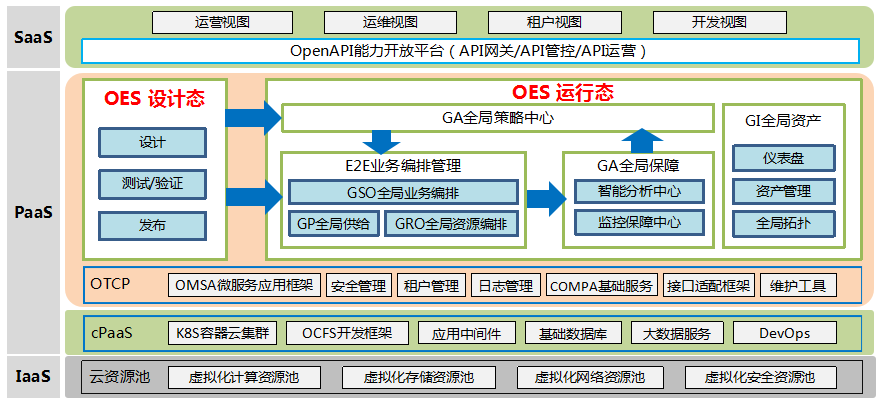 SaaS
运营视图
运维视图
租户视图
开发视图
OpenAPI能力开放平台（API网关/API管控/API运营）
PaaS
OES 设计态
设计
测试/验证
发布
OES 运行态
GA全局策略中心
E2E业务编排管理
GSO全局业务编排
GP全局供给
GRO全局资源编排
GA全局保障
智能分析中心
监控保障中心
GI全局资产
仪表盘
资产管理
全局拓扑
OTCP
OMSA微服务应用框架
安全管理
租户管理
日志管理
COMPA基础服务
接口适配框架
维护工具
cPaaS
K8S容器云集群
OCFS开发框架
应用中间件
基础数据库
大数据服务
DevOps
IaaS
云资源池
虚拟化计算资源池
虚拟化存储资源池
虚拟化网络资源池
虚拟化安全资源池